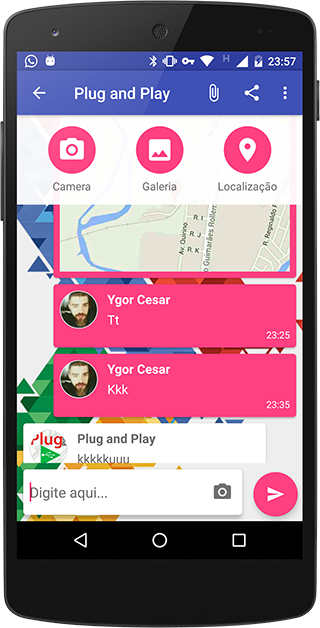 H 23:57
Plug and Play
Camera
Galeria
Localização
R. I
R. K
R. J
Av. Quirino
Guimarães Rollem
R. Reginaldo F
Ygor Cesar
Tt
23:25
Ygor Cesar
Kkk
23:35
Plug
Plug and Play
kkkkkuuu
Digite aqui...